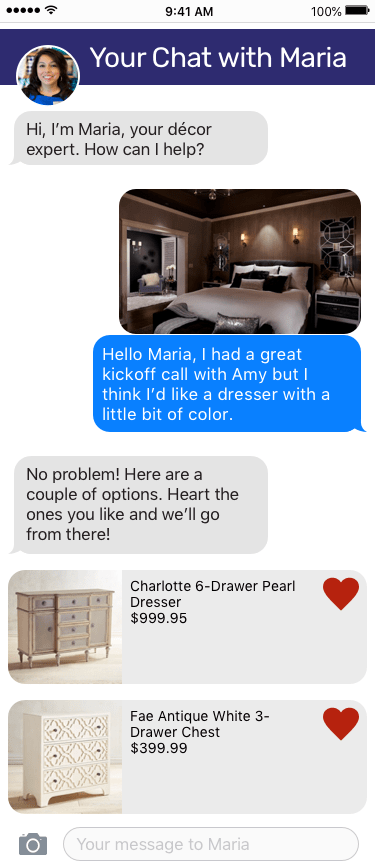 9:41 AM
100%
Your Chat with Maria
Hi, I'm Maria, your décor
expert. How can I help?
Hello Maria, I had a great
kickoff call with Amy but I
think I'd like a dresser with a
little bit of color.
No problem! Here are a
couple of options. Heart the
ones you like and we'll go
from there!
Charlotte 6-Drawer Pearl
Dresser
$999.95
Fae Antique White 3-
Drawer Chest
$399.99
Your message to Maria